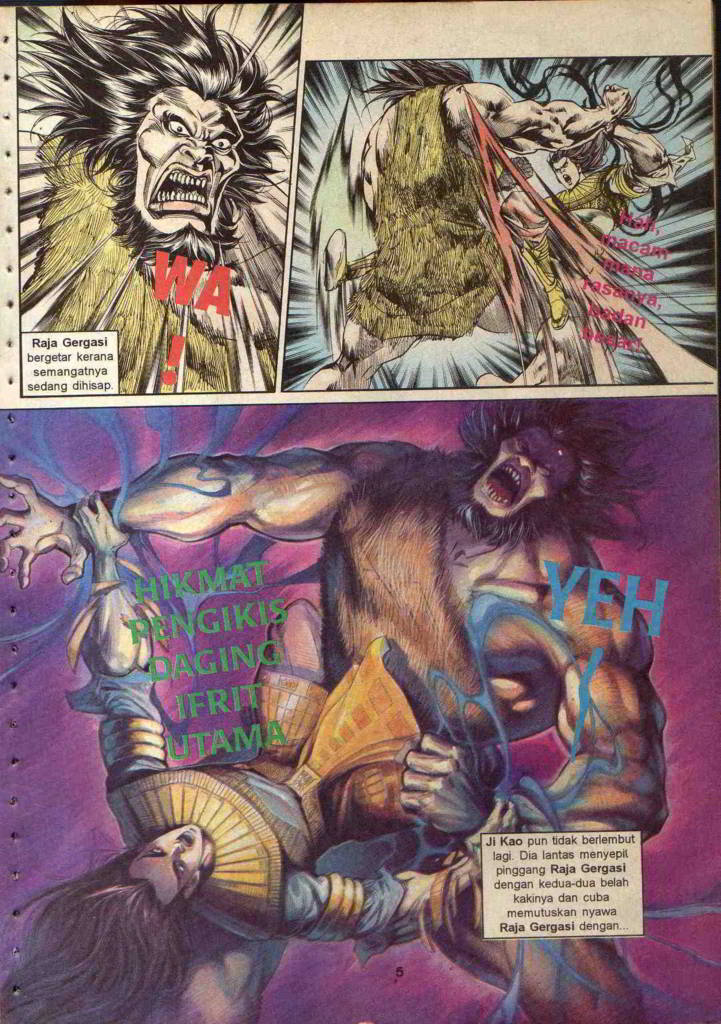 WA
!
Raja Gergasi
bergetar kerana
semangatnya
sedang dihisap.
Hah,
macam
mana
rasanya,
badan
besar!
HIKMAT
PENGIKIS
DAGING
IFRIT
UTAMA
YEH
!
Ji Kao pun tidak berlembut
lagi. Dia lantas menyepit
pinggang Raja Gergasi
dengan kedua-dua belah
kakinya dan cuba
memutuskan nyawa
Raja Gergasi dengan...
5